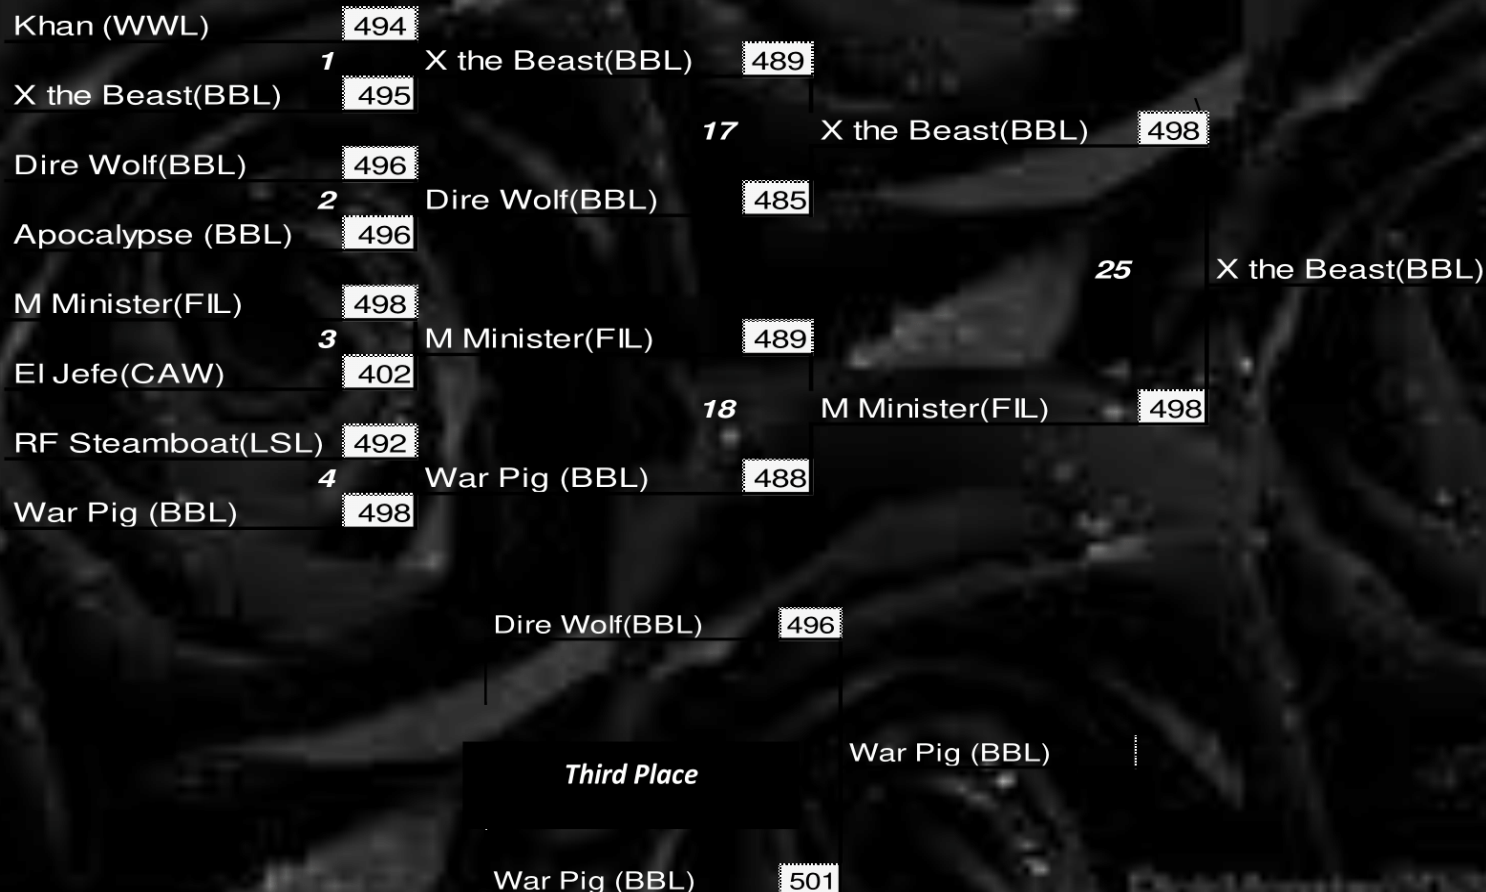 Khan (WWL) 494
1 X the Beast(BBL) 489
X the Beast(BBL) 495
17 X the Beast(BBL) 498
Dire Wolf(BBL) 496
2 Dire Wolf(BBL) 485
Apocalypse (BBL) 496
25 X the Beast(BBL)
M Minister(FIL) 498
3 M Minister(FIL) 489
El Jefe(CAW) 402
18 M Minister(FIL) 498
RF Steamboat(LSL) 492
4 War Pig (BBL) 488
War Pig (BBL) 498
Dire Wolf(BBL) 496
War Pig (BBL)
Third Place
War Pig (BBL) 501